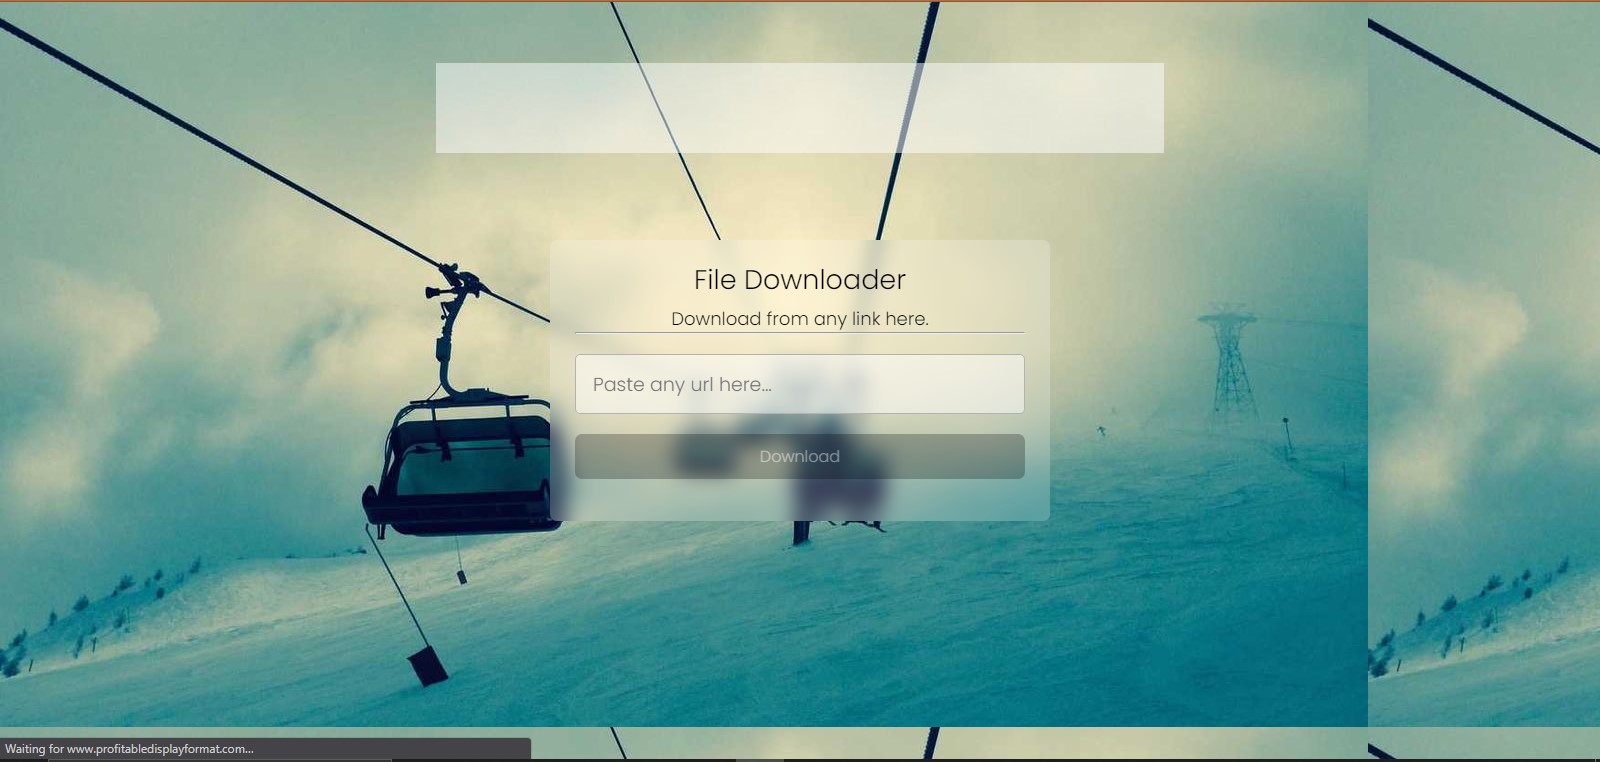 File Downloader
Download from any link here.
Paste any url here...
Download
Waiting for www.profitabledisplayformat.com...